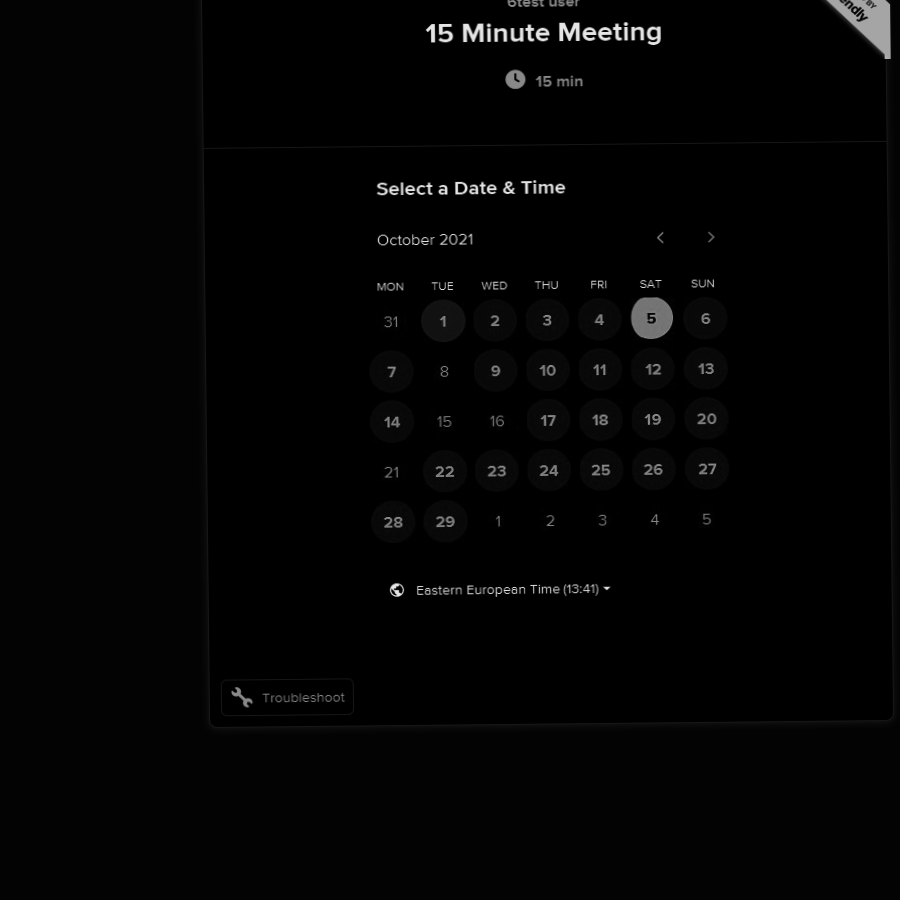 6test user
15 Minute Meeting
15 min
Select a Date & Time
October 2021
MON TUE WED THU FRI SAT SUN
31 1 2 3 4 5 6
7 8 9 10 11 12 13
14 15 16 17 18 19 20
21 22 23 24 25 26 27
28 29 1 2 3 4 5
Eastern European Time (13:41)
Troubleshoot